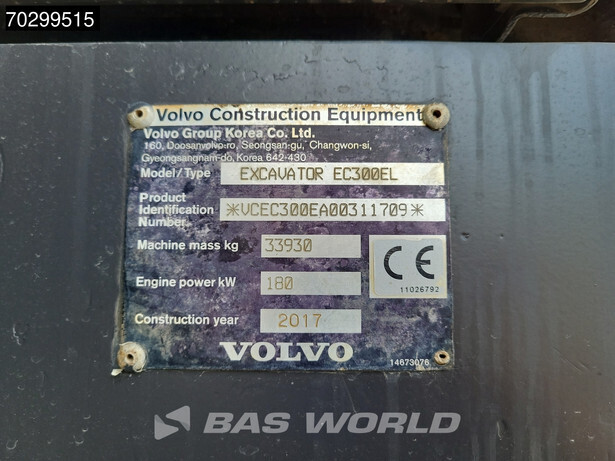 70299515
Volvo Construction Equipment
Volvo Group Korea Co. Ltd.
160, Doosanvolvo-ro, Seongsan-gu, Changwon-si,
Gyeongsangnam-do, Korea 642-430
Model/Type EXCAVATOR EC300EL
Product
Identification
Number *VCEC300EA00311709*
Machine mass kg 33930
Engine power kW 180
CE
11026792
Construction year 2017
VOLVO
14673076
BAS WORLD